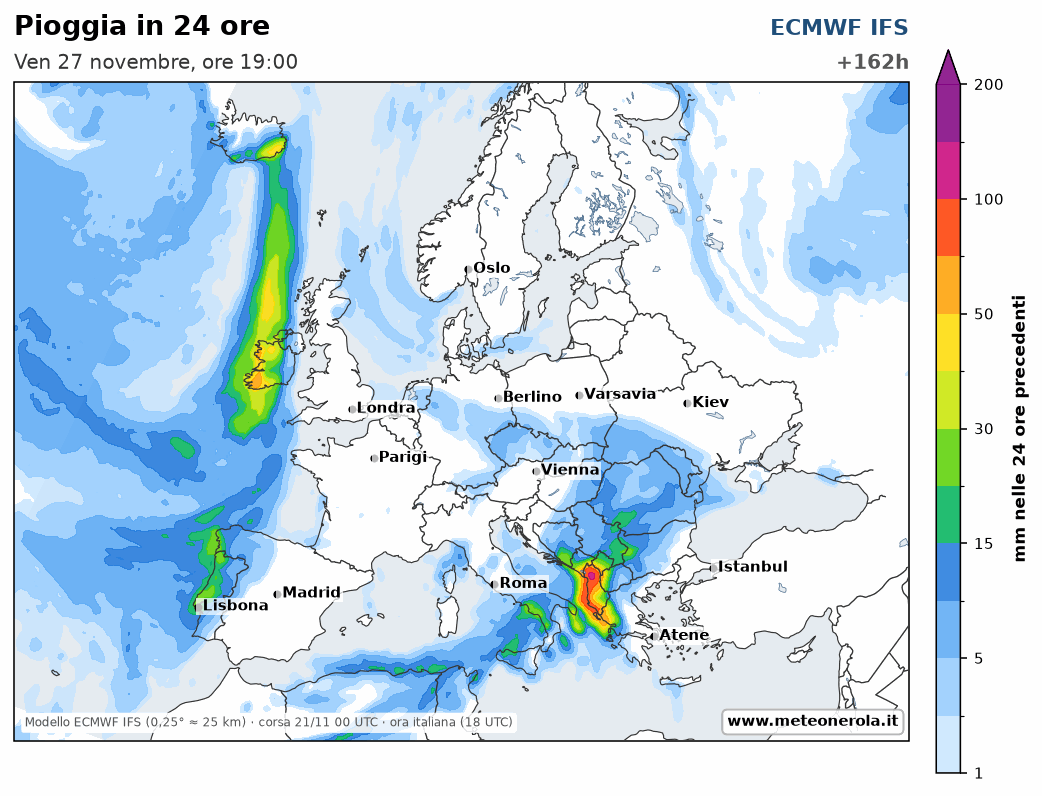 Pioggia in 24 ore
ECMWF IFS
Ven 27 novembre, ore 19:00
+162h
Oslo
Londra
Berlino
Varsavia
Kiev
Parigi
Vienna
Roma
Istanbul
Madrid
Lisbona
Atene
Modello ECMWF IFS (0,25° ≈ 25 km) · corsa 21/11 00 UTC · ora italiana (18 UTC)
www.meteonerola.it
200
100
50
30
15
5
1
mm nelle 24 ore precedenti